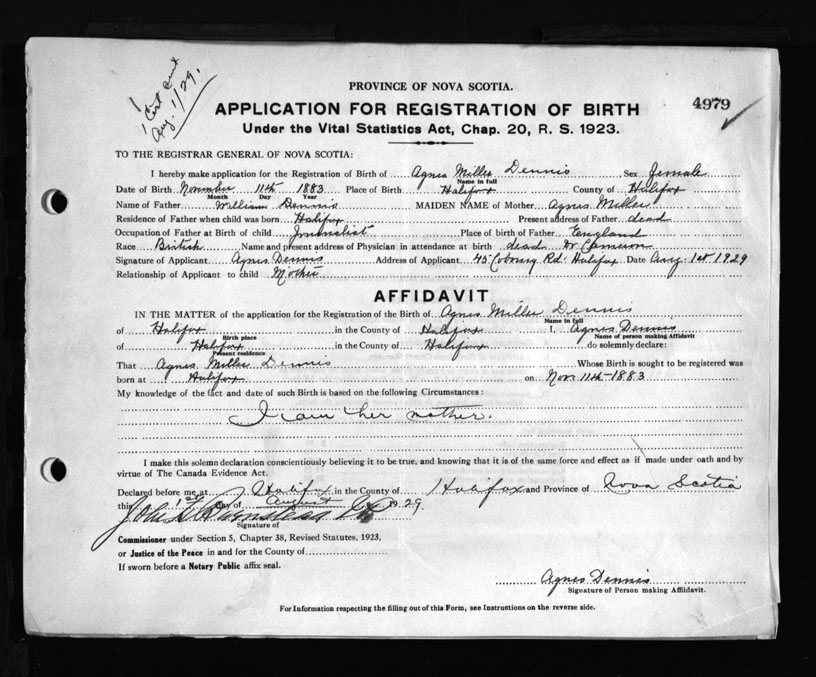 1 Cert sent
Aug. 1/29.
PROVINCE OF NOVA SCOTIA.
APPLICATION FOR REGISTRATION OF BIRTH
4979
Under the Vital Statistics Act, Chap. 20, R. S. 1923.
TO THE REGISTRAR GENERAL OF NOVA SCOTIA:
I hereby make application for the Registration of Birth of Agnes Miller Dennis Sex Female
Name in full
Date of Birth November 11th 1883 Place of Birth Halifax County of Halifax
Month Day Year
Name of Father William Dennis MAIDEN NAME of Mother Agnes Miller
Residence of Father when child was born Halifax Present address of Father dead
Occupation of Father at Birth of child Journalist Place of birth of Father England
Race British Name and present address of Physician in attendance at birth dead Dr Cameron
Signature of Applicant Agnes Dennis Address of Applicant 45 Coburg Rd. Halifax Date Aug. 1st 1929
Relationship of Applicant to child Mother
AFFIDAVIT
IN THE MATTER of the application for the Registration of the Birth of Agnes Miller Dennis
Name in full
of Halifax in the County of Halifax I, Agnes Dennis
Birth place Name of person making Affidavit
of Halifax in the County of Halifax do solemnly declare:
Present residence
That Agnes Miller Dennis Whose Birth is sought to be registered was
born at Halifax on Nov. 11th-1883
My knowledge of the fact and date of such Birth is based on the following Circumstances:
I am her mother.
I make this solemn declaration conscientiously believing it to be true, and knowing that it is of the same force and effect as if made under oath and by
virtue of The Canada Evidence Act.
Declared before me at Halifax in the County of Halifax and Province of Nova Scotia
this 1st day of August 1929.
Signature of
Commissioner under Section 5, Chapter 38, Revised Statutes, 1923,
or Justice of the Peace in and for the County of
If sworn before a Notary Public affix seal.
Agnes Dennis
Signature of Person making Affidavit.
For Information respecting the filling out of this Form, see Instructions on the reverse side.